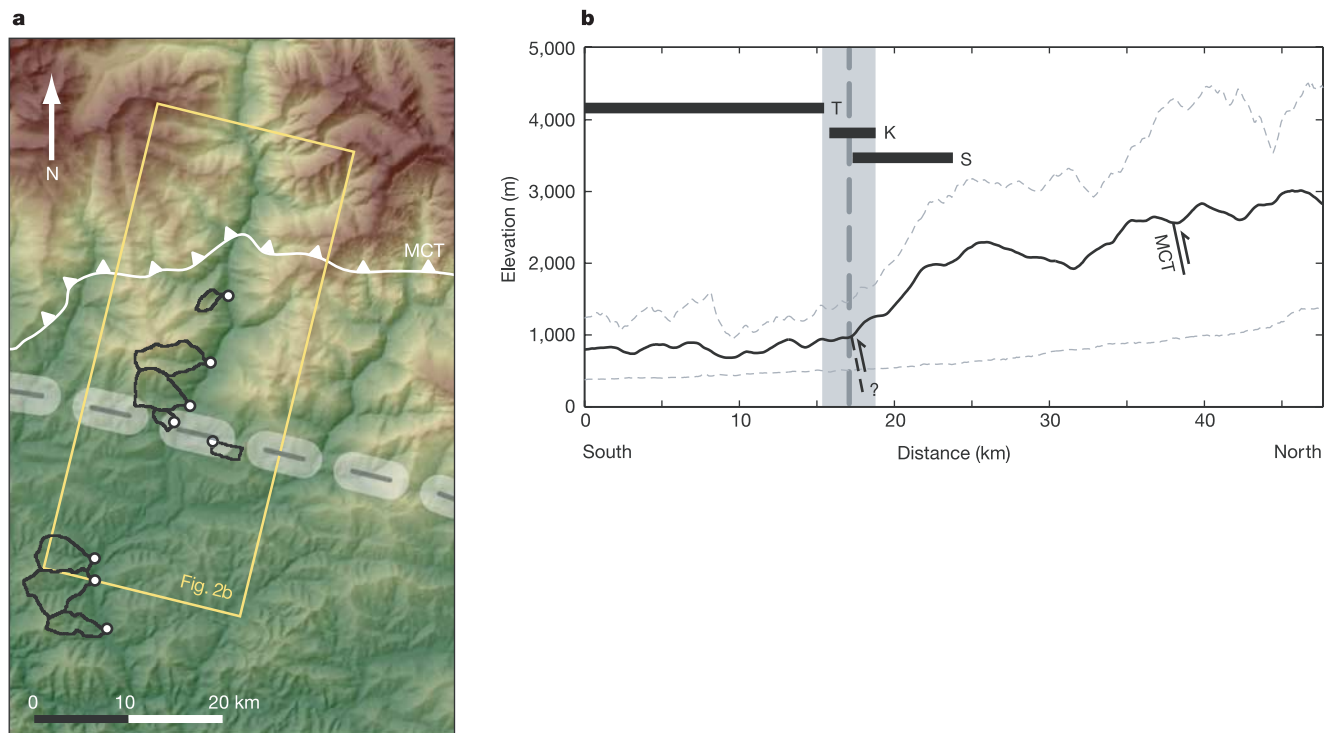 a
N
MCT
Fig. 2b
0 10 20 km
b
5,000
4,000
3,000
2,000
1,000
0
Elevation (m)
T
K
S
MCT
?
0 10 20 30 40
South Distance (km) North